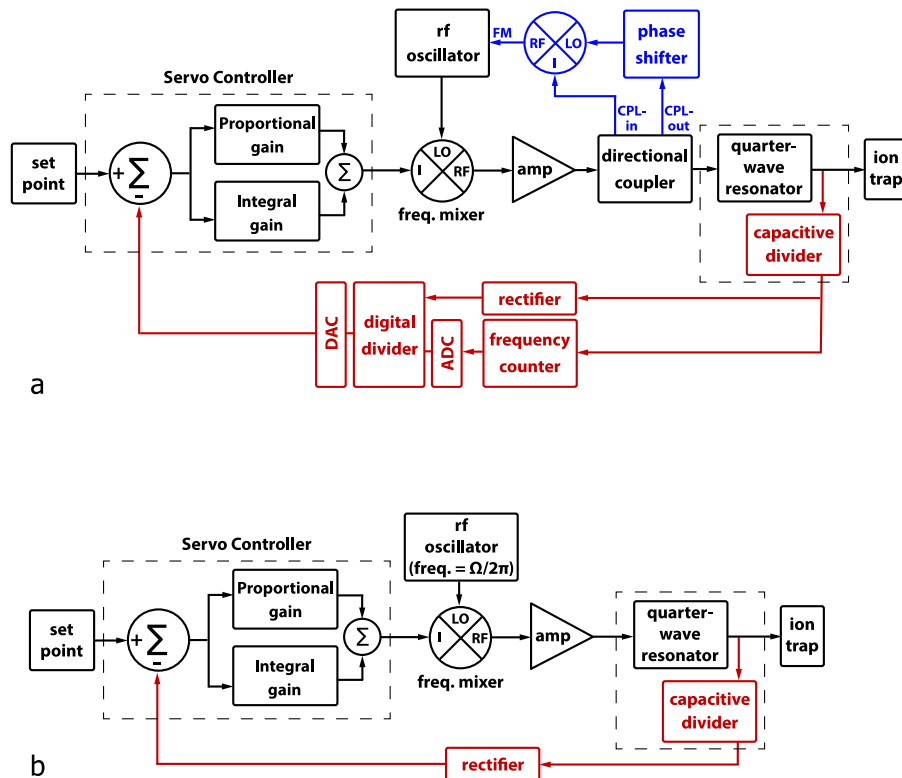 rf
oscillator
FM
RF
LO
I
phase
shifter
Servo Controller
CPL-
in
CPL-
out
set
point
+
Σ
-
Proportional
gain
Integral
gain
Σ
I
LO
RF
freq. mixer
amp
directional
coupler
quarter-
wave
resonator
ion
trap
capacitive
divider
DAC
digital
divider
ADC
rectifier
frequency
counter
a
Servo Controller
rf
oscillator
(freq. = Ω/2π)
set
point
+
Σ
-
Proportional
gain
Integral
gain
Σ
I
LO
RF
freq. mixer
amp
quarter-
wave
resonator
ion
trap
capacitive
divider
rectifier
b